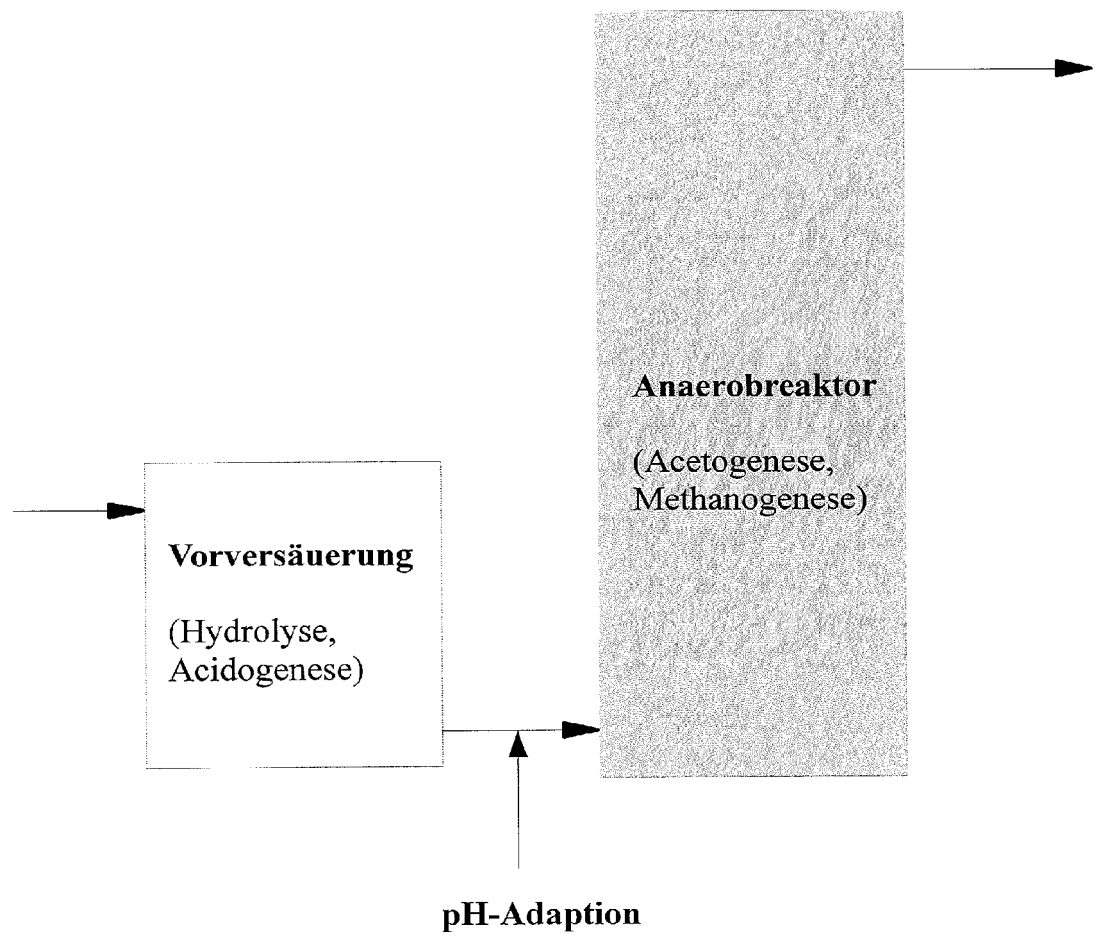 Anaerobreaktor
(Acetogenese,
Methanogenese)
Vorversäuerung
(Hydrolyse,
Acidogenese)
pH-Adaption